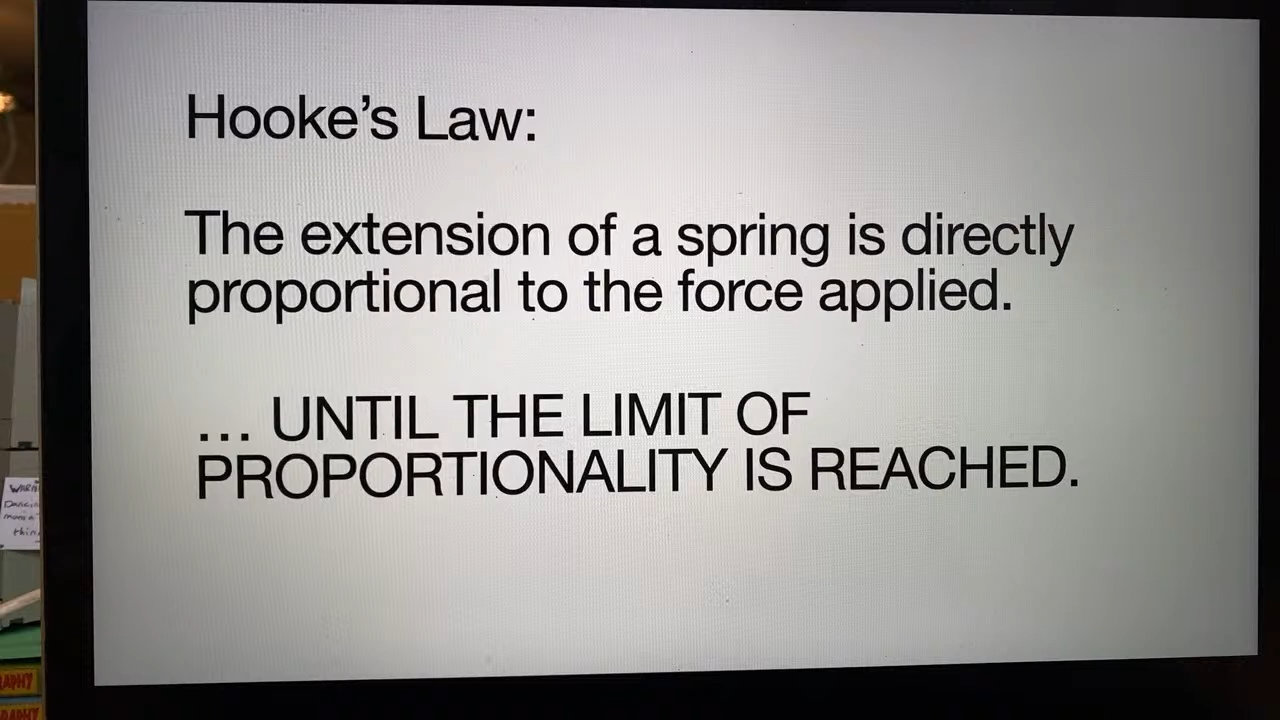 Hooke's Law:
The extension of a spring is directly
proportional to the force applied.
... UNTIL THE LIMIT OF
PROPORTIONALITY IS REACHED.